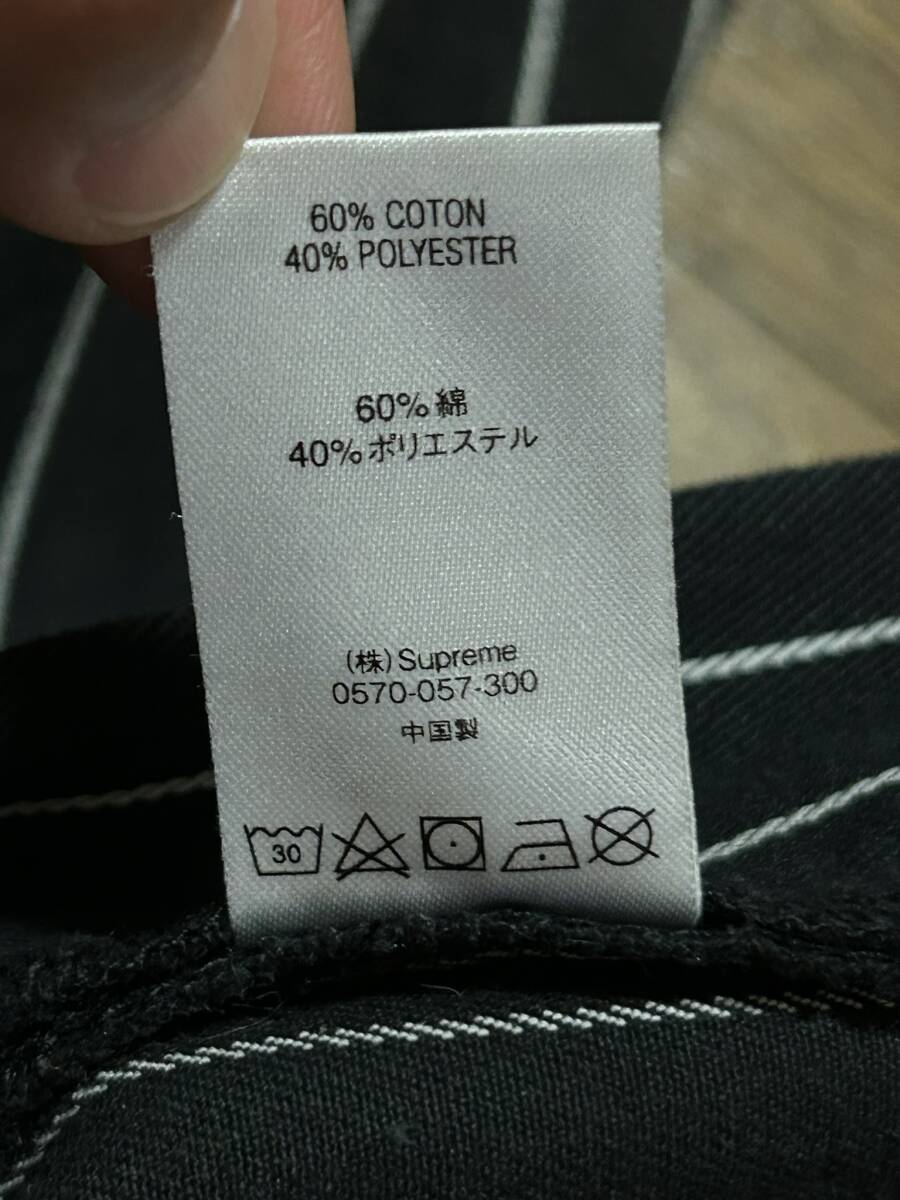 60% COTON
40% POLYESTER
60%綿
40%ポリエステル
(株)Supreme
0570-057-300
中国製
30